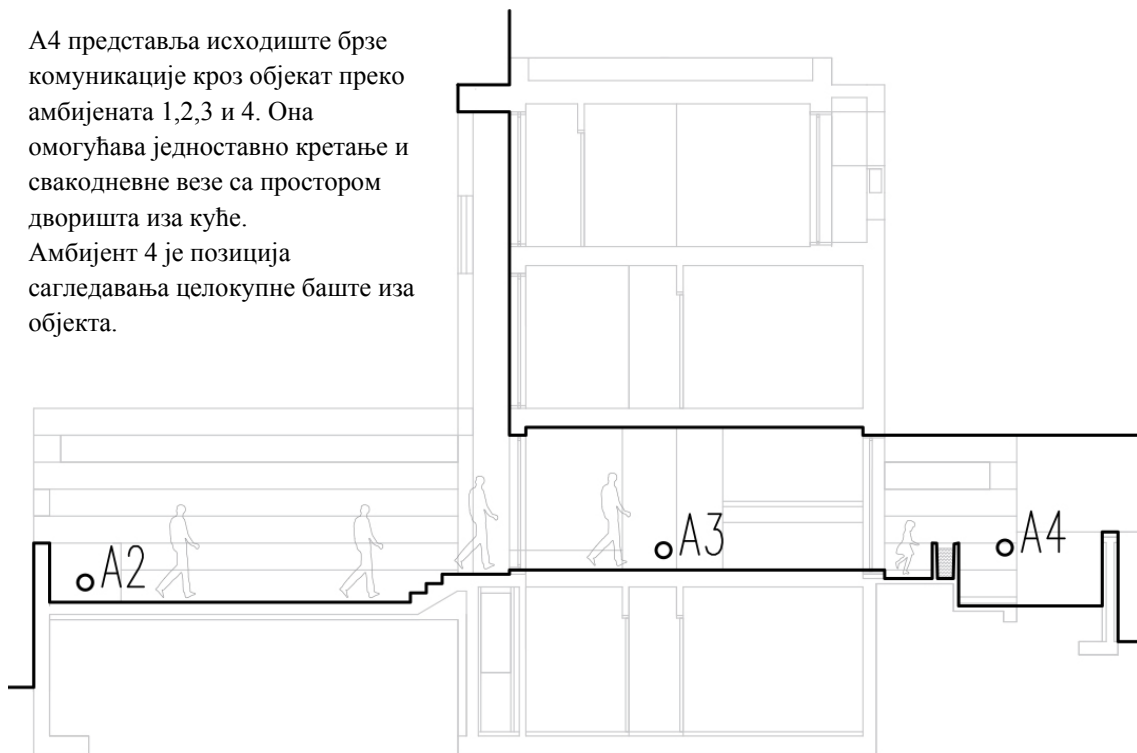 А4 представља исходиште брзе
комуникације кроз објекат преко
амбијената 1,2,3 и 4. Она
омогућава једноставно кретање и
свакодневне везе са простором
дворишта иза куће.
Амбијент 4 је позиција
сагледавања целокупне баште иза
објекта.
A2
A3
A4